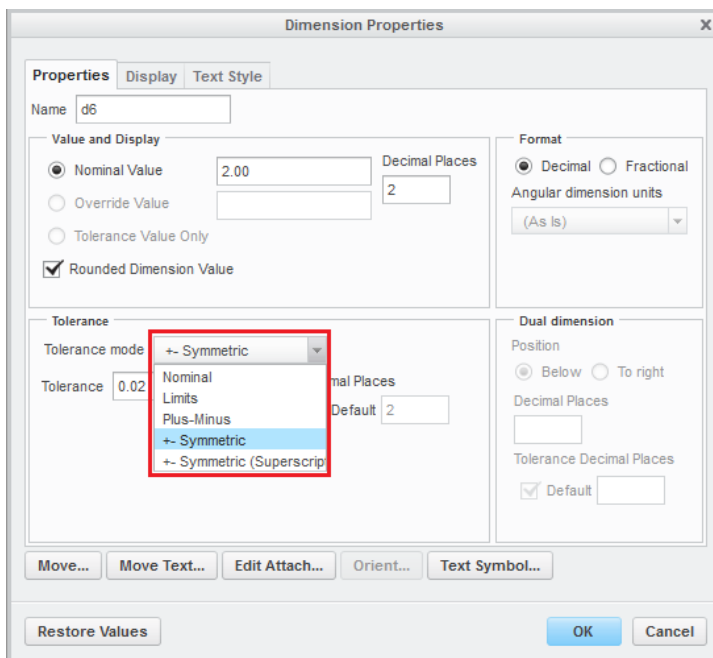 Dimension Properties
x
Properties Display Text Style
Name d6
Value and Display
Nominal Value 2.00
Decimal Places
2
Override Value
Tolerance Value Only
Rounded Dimension Value
Format
Decimal Fractional
Angular dimension units
(As Is)
Tolerance
Tolerance mode +- Symmetric
Nominal
Limits
Plus-Minus
+- Symmetric
+- Symmetric (Superscript
Tolerance 0.02
Places
Default 2
Dual dimension
Position
Below To right
Decimal Places
Tolerance Decimal Places
Default
Move... Move Text... Edit Attach... Orient... Text Symbol...
Restore Values OK Cancel